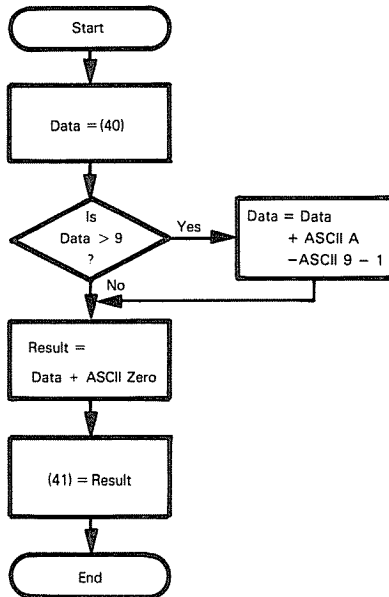 Start
Data = (40)
Is
Data > 9
?
Yes
Data = Data
+ ASCII A
−ASCII 9 − 1
No
Result =
Data + ASCII Zero
(41) = Result
End